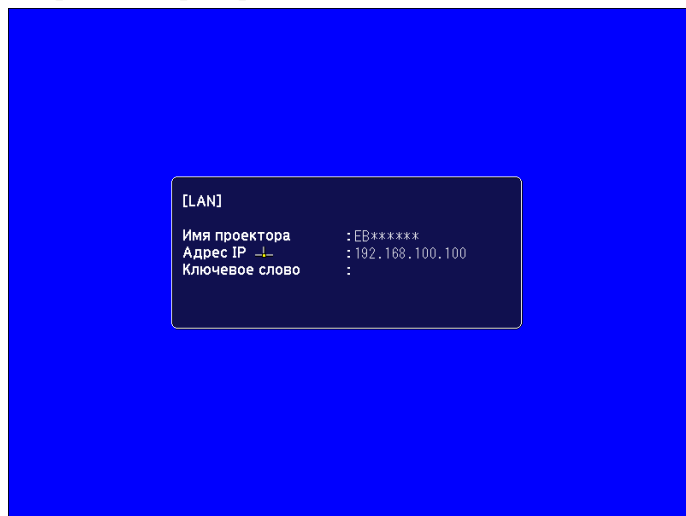 [LAN]
Имя проектора :EB******
Адрес IP :192.168.100.100
Ключевое слово :